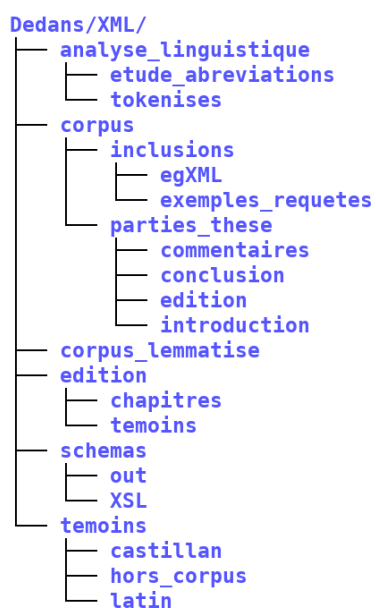 Dedans/XML/
analyse_linguistique
etude_abreviations
tokenises
corpus
inclusions
egXML
exemples_requetes
parties_these
commentaires
conclusion
edition
introduction
corpus_lemmatise
edition
chapitres
temoins
schemas
out
XSL
temoins
castillan
hors_corpus
latin